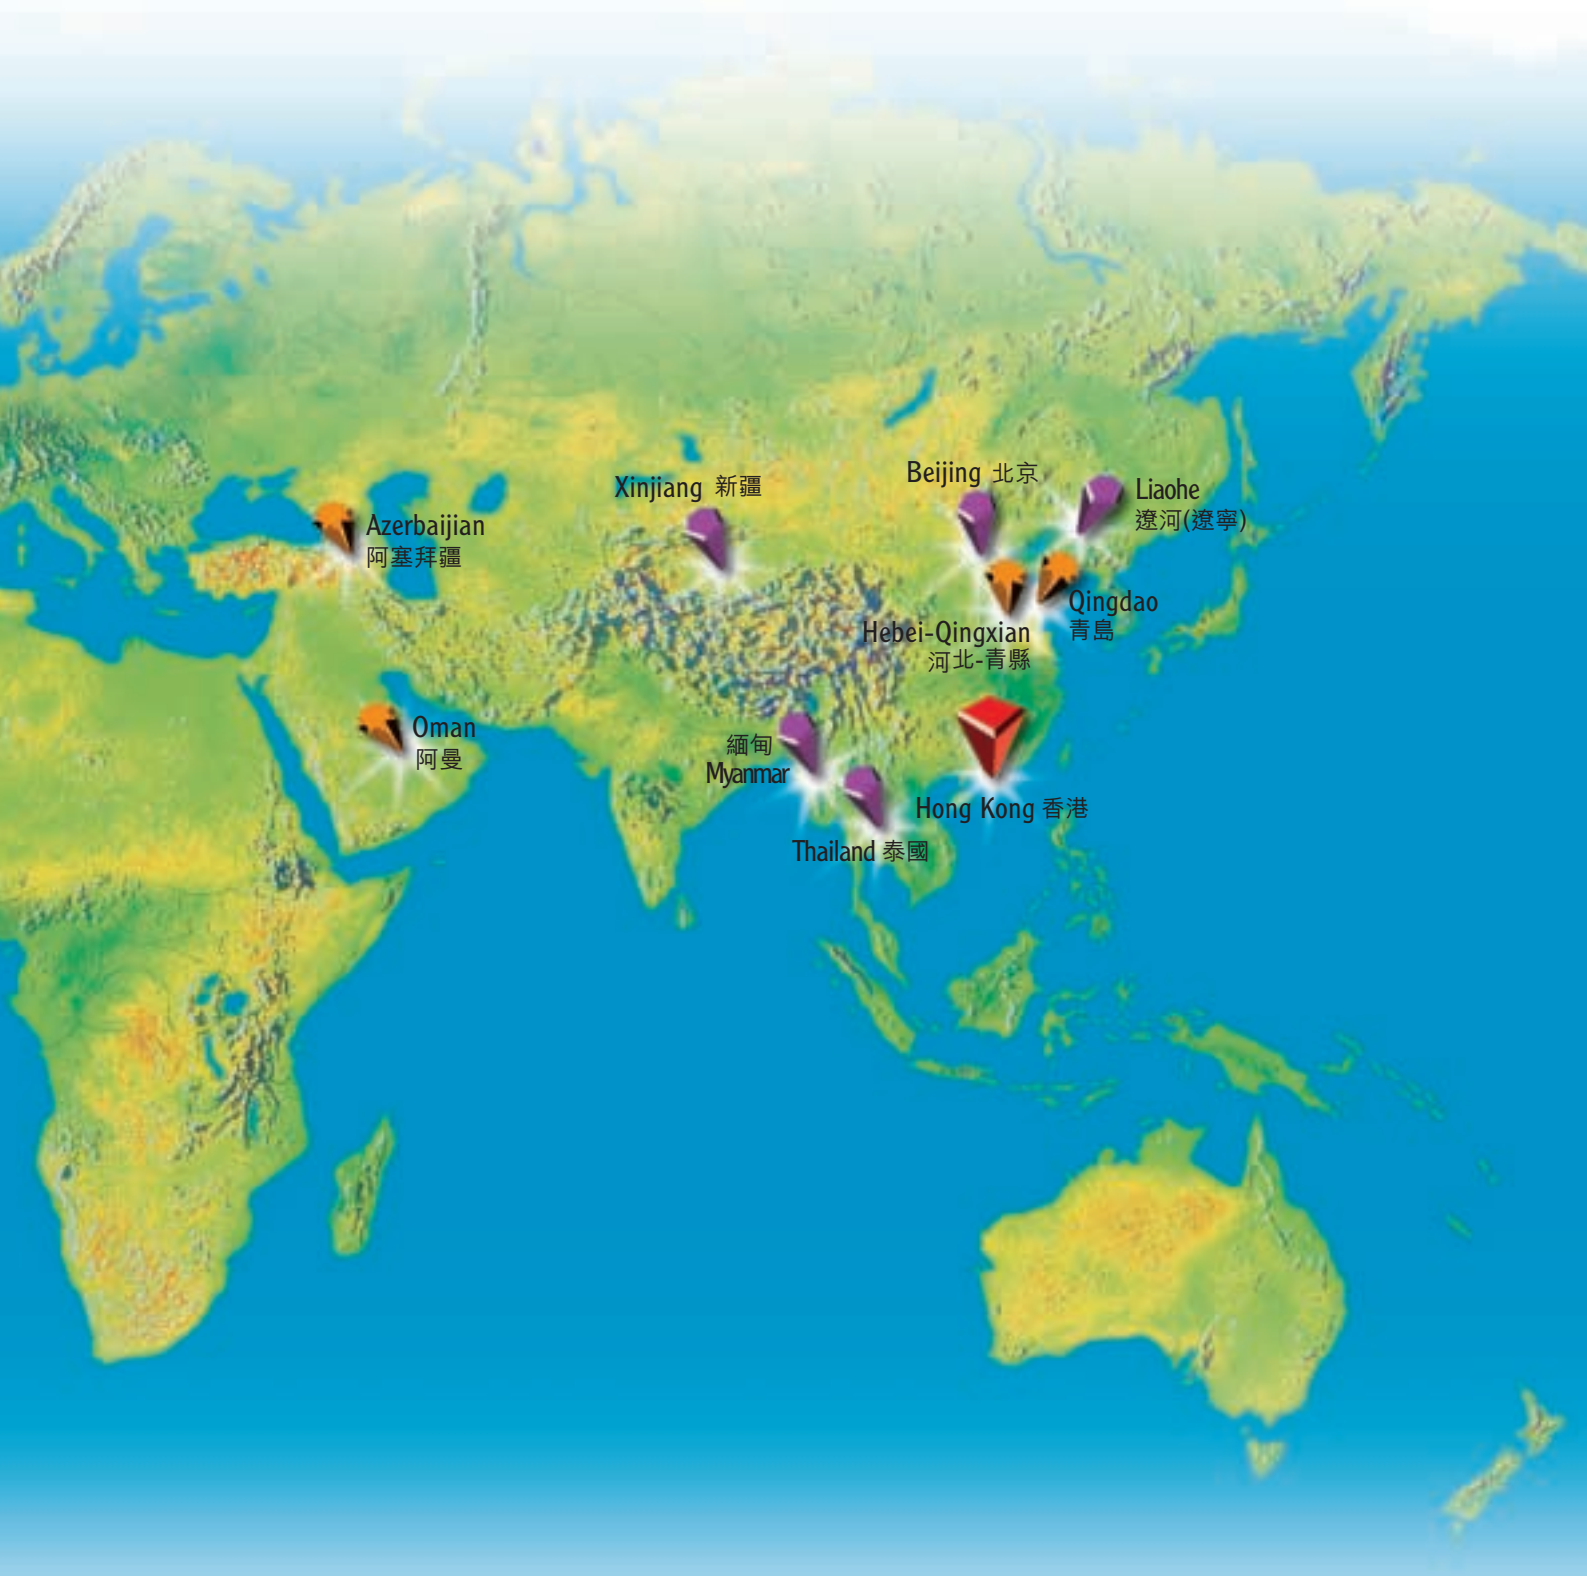 Beijing 北京
Xinjiang 新疆
Liaohe
遼河(遼寧)
Azerbaijian
阿塞拜疆
Qingdao
青島
Hebei-Qingxian
河北-青縣
Oman
阿曼
緬甸
Myanmar
Hong Kong 香港
Thailand 泰國